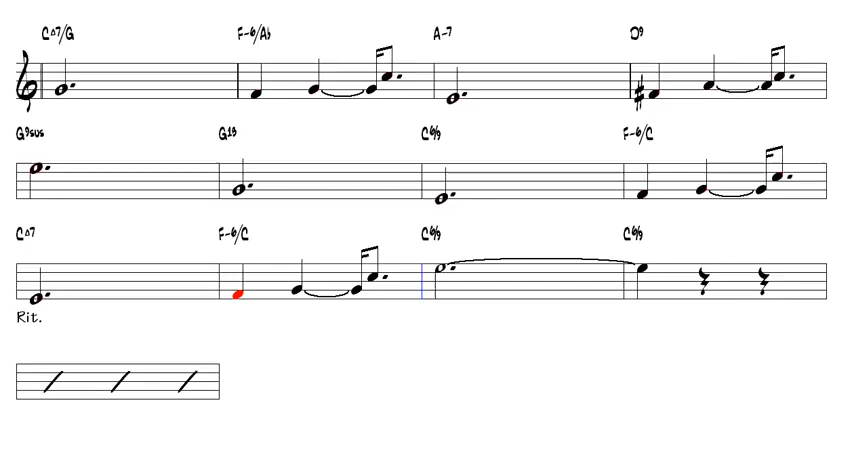 CΔ7/G F-6/Ab A-7 D9
G9sus G13 C6/9 F-6/C
CΔ7 F-6/C C6/9 C6/9
Rit.